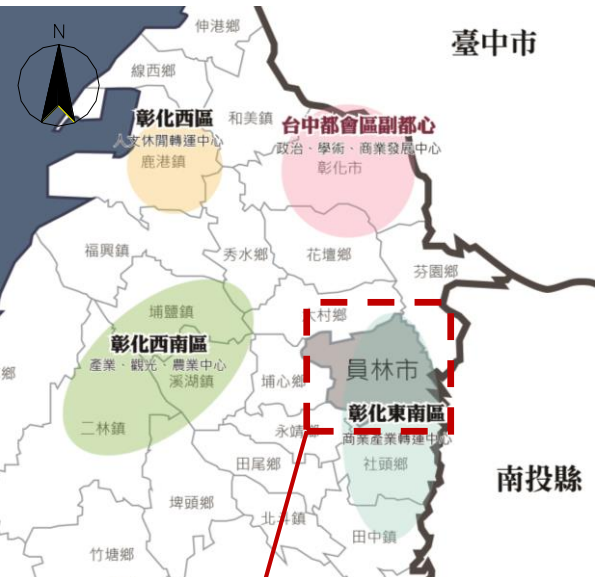 N
伸港鄉
臺中市
線西鄉
彰化西區
人文休閒轉運中心
鹿港鎮
和美鎮
台中都會區副都心
政治、學術、商業發展中心
彰化市
福興鎮
秀水鄉
花壇鄉
芬園鄉
埔鹽鎮
大村鄉
彰化西南區
產業、觀光、農業中心
溪湖鎮
鄉
埔心鄉
員林市
彰化東南區
商業產業轉運中心
二林鎮
永靖鄉
田尾鄉
社頭鄉
南投縣
埤頭鄉
北斗鎮
田中鎮
竹塘鄉